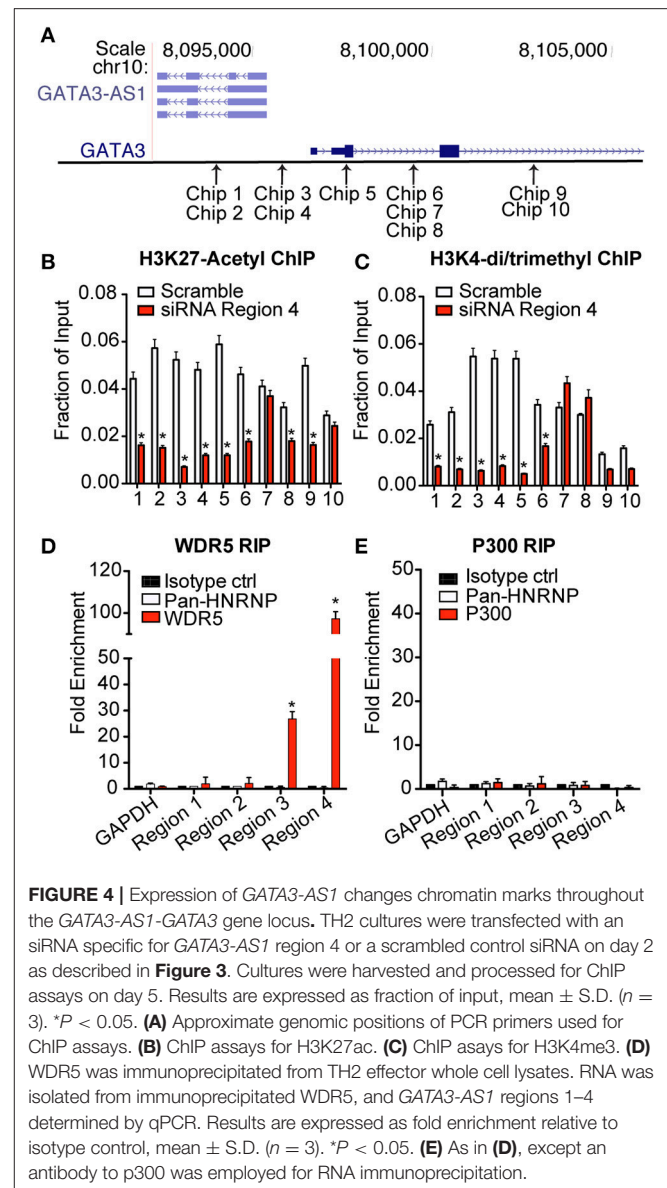 A
Scale
chr10:
8,095,000
8,100,000
8,105,000
GATA3-AS1
GATA3
Chip 1
Chip 2
Chip 3
Chip 4
Chip 5
Chip 6
Chip 7
Chip 8
Chip 9
Chip 10
B
H3K27-Acetyl ChIP
Scramble
siRNA Region 4
Fraction of Input
0.08
0.06
0.04
0.02
0.00
* * * * * * * *
1 2 3 4 5 6 7 8 9 10
C
H3K4-di/trimethyl ChIP
Scramble
siRNA Region 4
Fraction of Input
0.08
0.06
0.04
0.02
0.00
* * * * * *
1 2 3 4 5 6 7 8 9 10
D
WDR5 RIP
Isotype ctrl
Pan-HNRNP
WDR5
Fold Enrichment
120
100
50
40
30
20
10
0
* *
GAPDH
Region 1
Region 2
Region 3
Region 4
E
P300 RIP
Isotype ctrl
Pan-HNRNP
P300
Fold Enrichment
50
40
30
20
10
0
GAPDH
Region 1
Region 2
Region 3
Region 4
FIGURE 4 | Expression of GATA3-AS1 changes chromatin marks throughout
the GATA3-AS1-GATA3 gene locus. TH2 cultures were transfected with an
siRNA specific for GATA3-AS1 region 4 or a scrambled control siRNA on day 2
as described in Figure 3. Cultures were harvested and processed for ChIP
assays on day 5. Results are expressed as fraction of input, mean ± S.D. (n =
3). *P < 0.05. (A) Approximate genomic positions of PCR primers used for
ChIP assays. (B) ChIP assays for H3K27ac. (C) ChIP asays for H3K4me3. (D)
WDR5 was immunoprecipitated from TH2 effector whole cell lysates. RNA was
isolated from immunoprecipitated WDR5, and GATA3-AS1 regions 1–4
determined by qPCR. Results are expressed as fold enrichment relative to
isotype control, mean ± S.D. (n = 3). *P < 0.05. (E) As in (D), except an
antibody to p300 was employed for RNA immunoprecipitation.